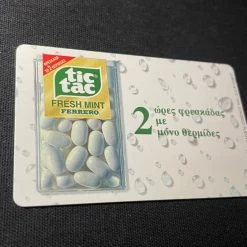 tic
tac
FRESH MINT
FERRERO
2 ώρες φρεσκάδας
με
μόνο θερμίδες